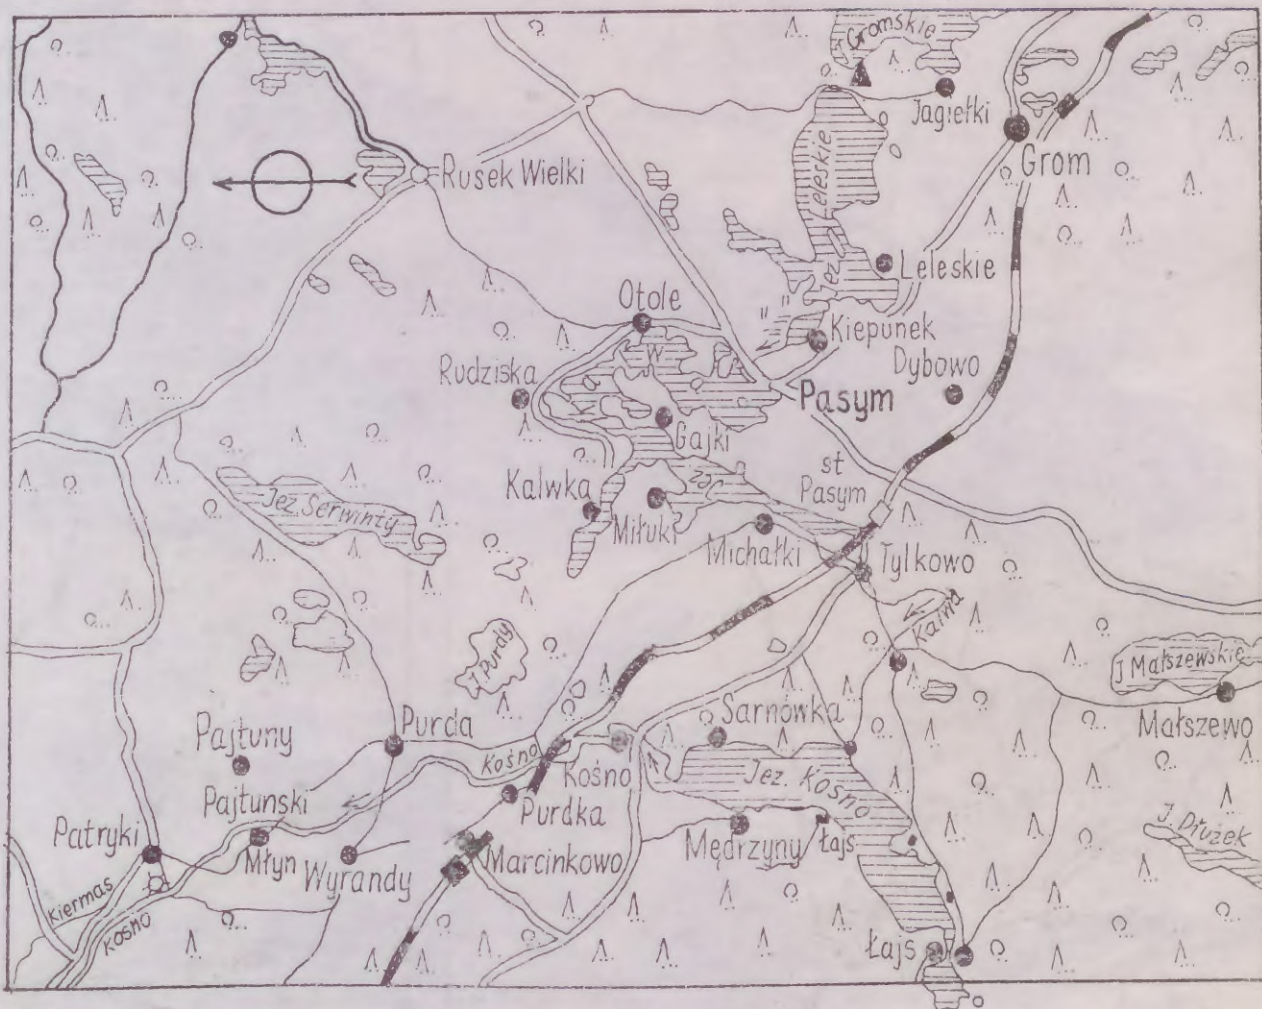 J. Gromskie
Jagiełki
Grom
Rusek Wielki
Jez. Leleskie
Leleskie
Otole
Kiepunek
Dybowo
Rudziska
Pasym
Jez. Kalwa
Gajki
st
Pasym
Kalwka
Jez. Serwinty
Miłuki
Michałki
Tylkowo
Kalwa
J. Purdy
J Małszewskie
Małszewo
Sarnówka
Purda
Pajtuny
Kośno
Kośno
Jez. Kośno
Pajtunski
Młyn
Purdka
Patryki
Wyrandy
Marcinkowo
Mędrzyny
Łajs
J. Dłużek
Kiermas
Kośno
Łajs